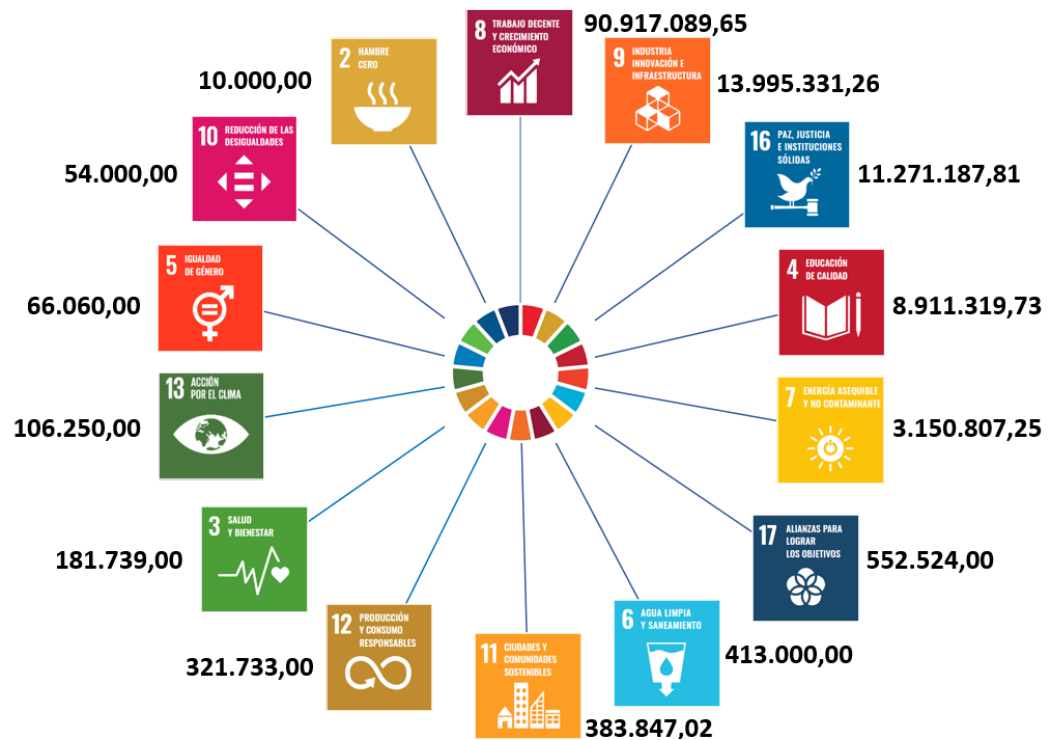 8 TRABAJO DECENTE
Y CRECIMIENTO
ECONÓMICO
90.917.089,65
9 INDUSTRIA
INNOVACIÓN E
INFRAESTRUCTURA
13.995.331,26
16 PAZ, JUSTICIA
E INSTITUCIONES
SÓLIDAS
11.271.187,81
4 EDUCACIÓN
DE CALIDAD
8.911.319,73
7 ENERGÍA ASEQUIBLE
Y NO CONTAMINANTE
3.150.807,25
17 ALIANZAS PARA
LOGRAR
LOS OBJETIVOS
552.524,00
6 AGUA LIMPIA
Y SANEAMIENTO
413.000,00
11 CIUDADES Y
COMUNIDADES
SOSTENIBLES
383.847,02
12 PRODUCCIÓN
Y CONSUMO
RESPONSABLES
321.733,00
3 SALUD
Y BIENESTAR
181.739,00
13 ACCIÓN
POR EL CLIMA
106.250,00
5 IGUALDAD
DE GÉNERO
66.060,00
10 REDUCCIÓN DE LAS
DESIGUALDADES
54.000,00
2 HAMBRE
CERO
10.000,00